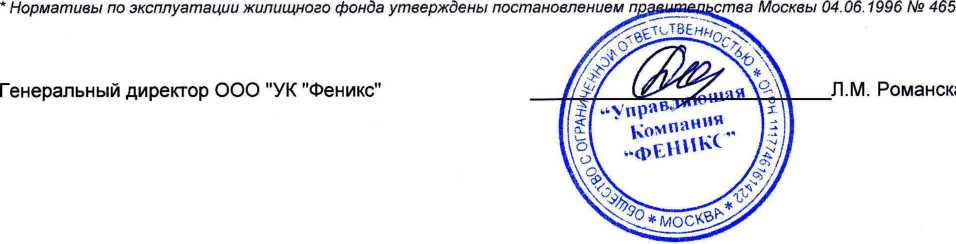 * Нормативы по эксплуатации жилищного фонда утверждены постановлением правительства Москвы 04.06.1996 № 465
Генеральный директор ООО "УК "Феникс"
Л.М. Романска
ОБЩЕСТВО С ОГРАНИЧЕННОЙ ОТВЕТСТВЕННОСТЬЮ * ОГРН 1117746161422 * МОСКВА *
"Управляющая
Компания
"ФЕНИКС"